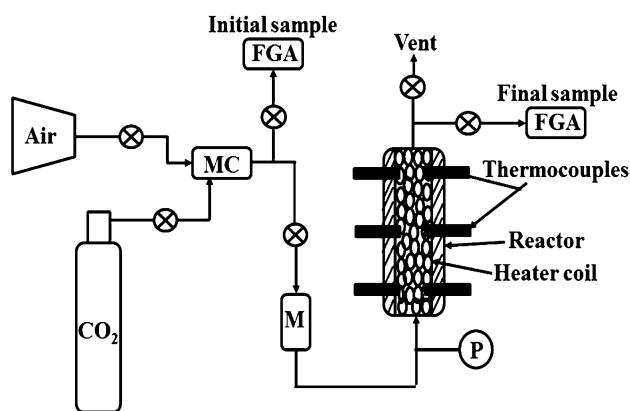 Initial sample
FGA
Vent
Final sample
FGA
Air
MC
Thermocouples
Reactor
Heater coil
CO₂
M
P